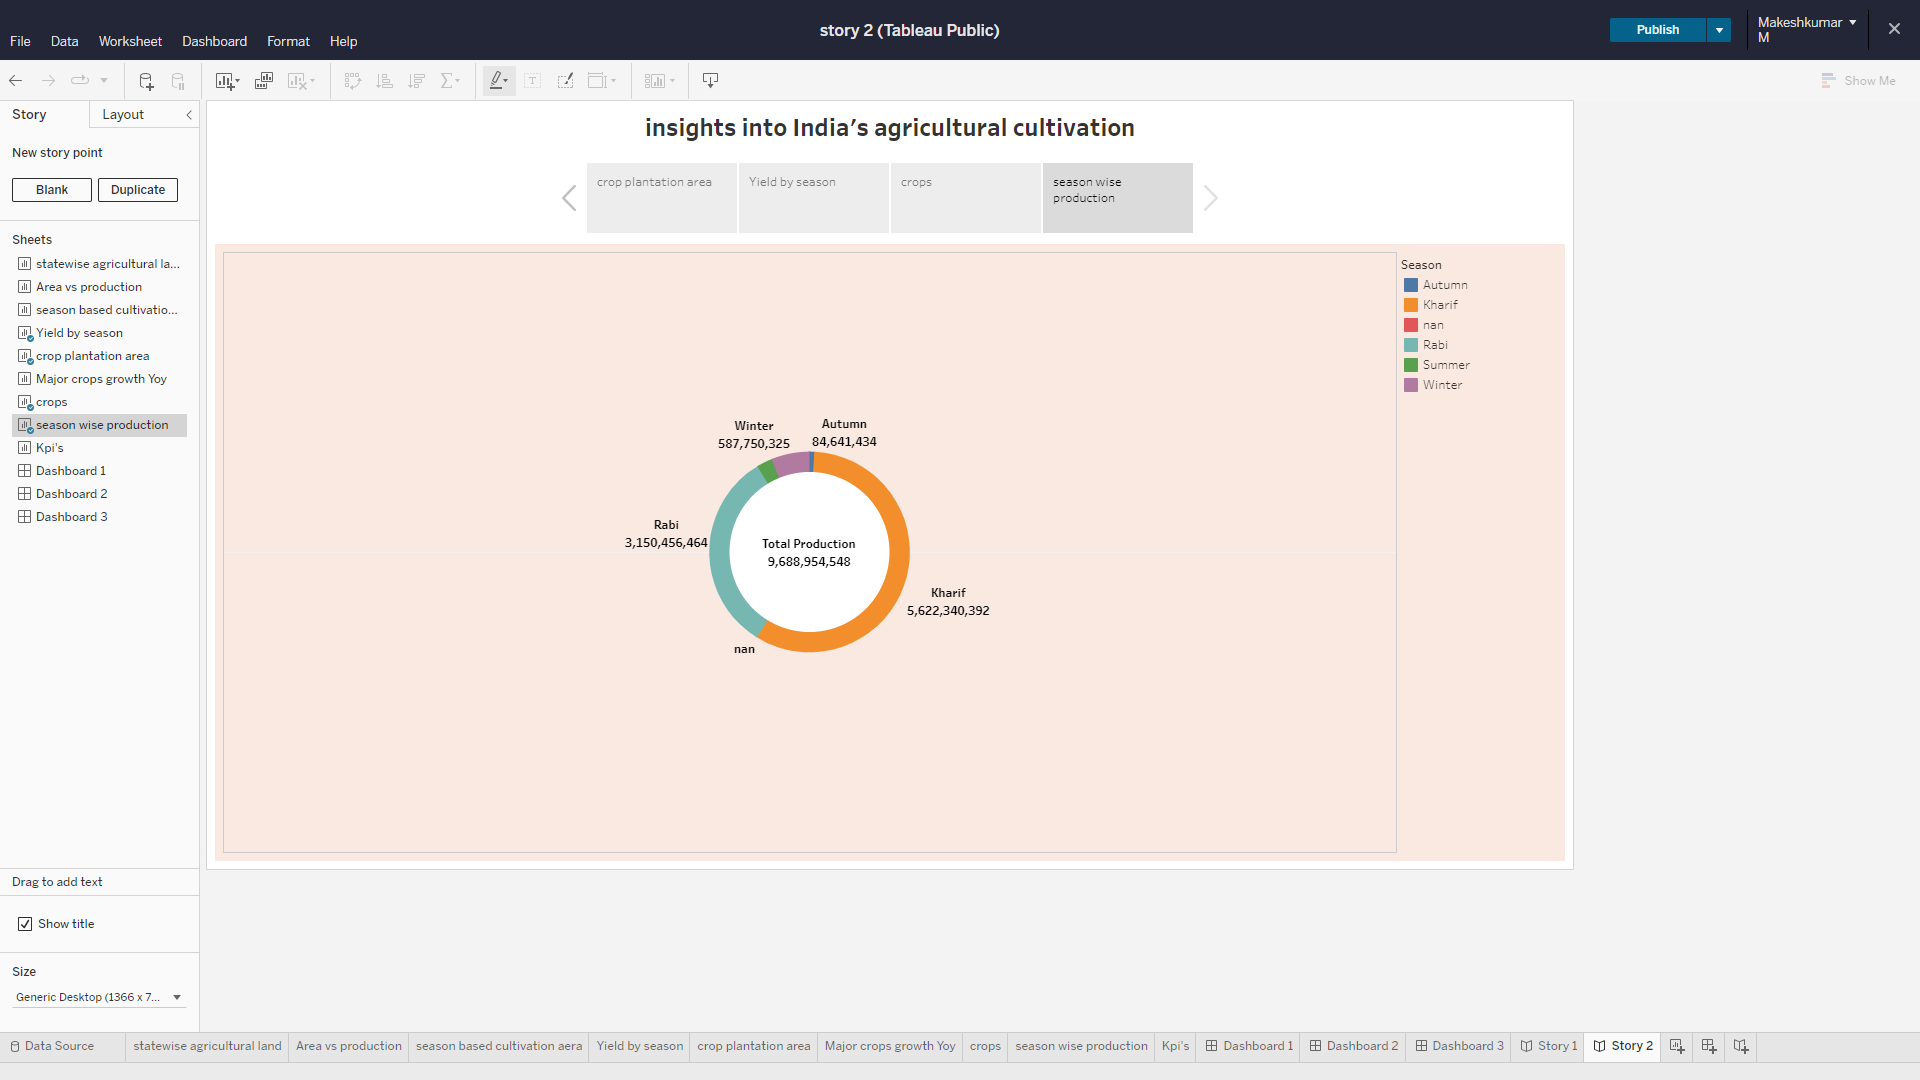 story 2 (Tableau Public)
Publish
Makeshkumar
M
File Data Worksheet Dashboard Format Help
Show Me
Story Layout
New story point
Blank Duplicate
Sheets
statewise agricultural la...
Area vs production
season based cultivatio...
Yield by season
crop plantation area
Major crops growth Yoy
crops
season wise production
Kpi's
Dashboard 1
Dashboard 2
Dashboard 3
Drag to add text
Show title
Size
Generic Desktop (1366 x 7...
insights into India's agricultural cultivation
crop plantation area
Yield by season
crops
season wise
production
Season
Autumn
Kharif
nan
Rabi
Summer
Winter
Winter
587,750,325
Autumn
84,641,434
Rabi
3,150,456,464
Total Production
9,688,954,548
Kharif
5,622,340,392
nan
Data Source statewise agricultural land Area vs production season based cultivation aera Yield by season crop plantation area Major crops growth Yoy crops season wise production Kpi's Dashboard 1 Dashboard 2 Dashboard 3 Story 1 Story 2